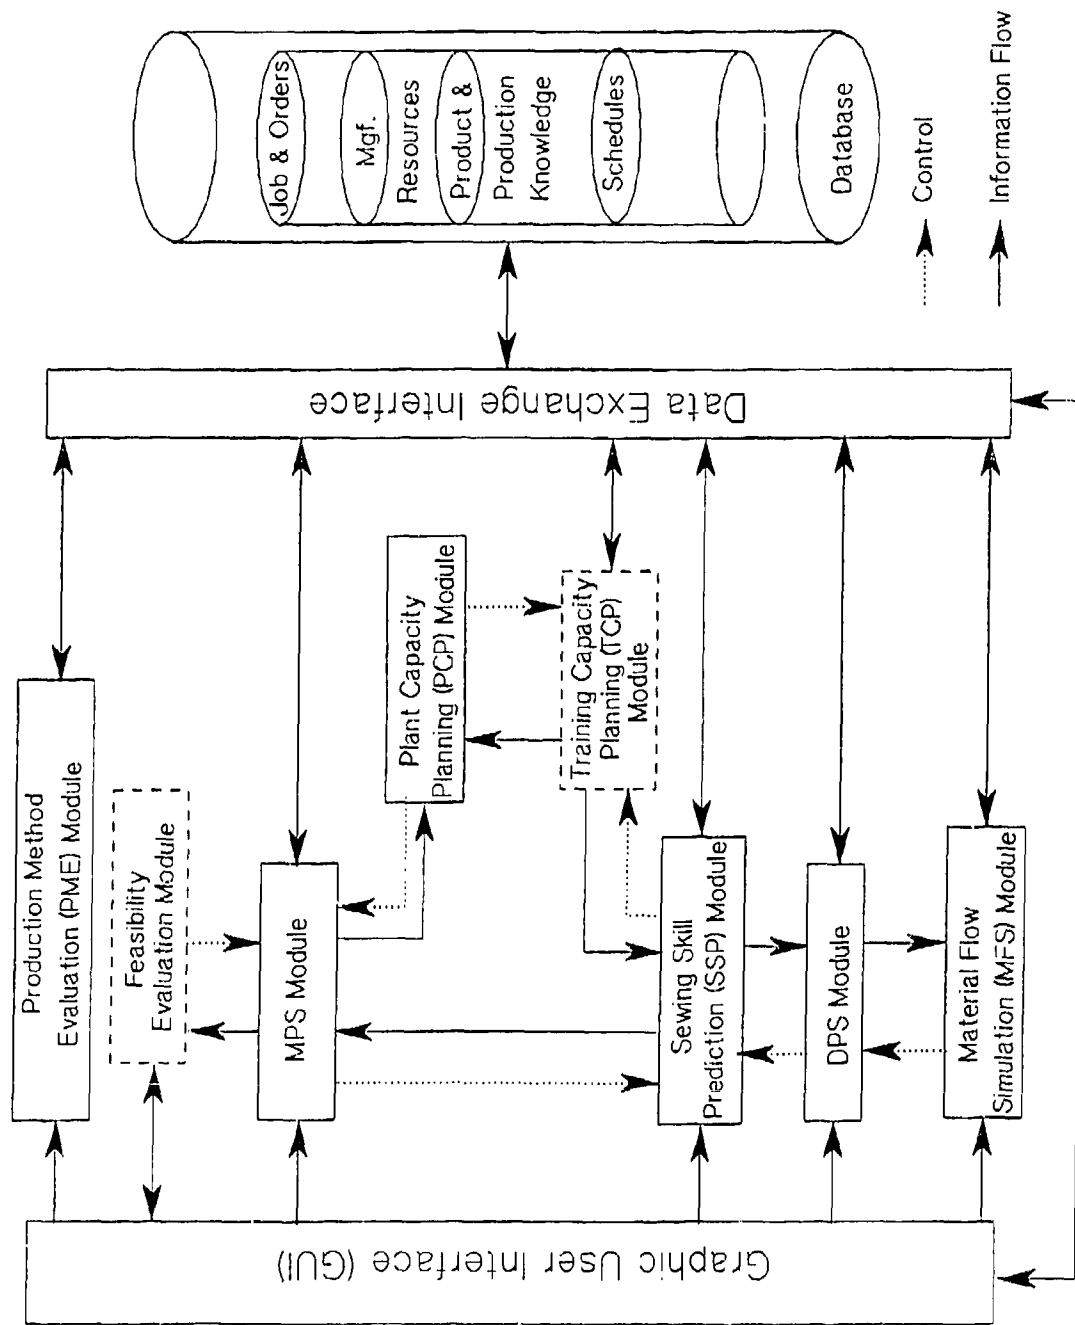 Graphic User Interface (GUI)
Production Method
Evaluation (PME) Module
Feasibility
Evaluation Module
MPS Module
Plant Capacity
Planning (PCP) Module
Training Capacity
Planning (TCP)
Module
Sewing Skill
Prediction (SSP) Module
DPS Module
Material Flow
Simulation (MFS) Module
Data Exchange Interface
Job & Orders
Mgf.
Resources
Product &
Production
Knowledge
Schedules
Database
Control
Information Flow